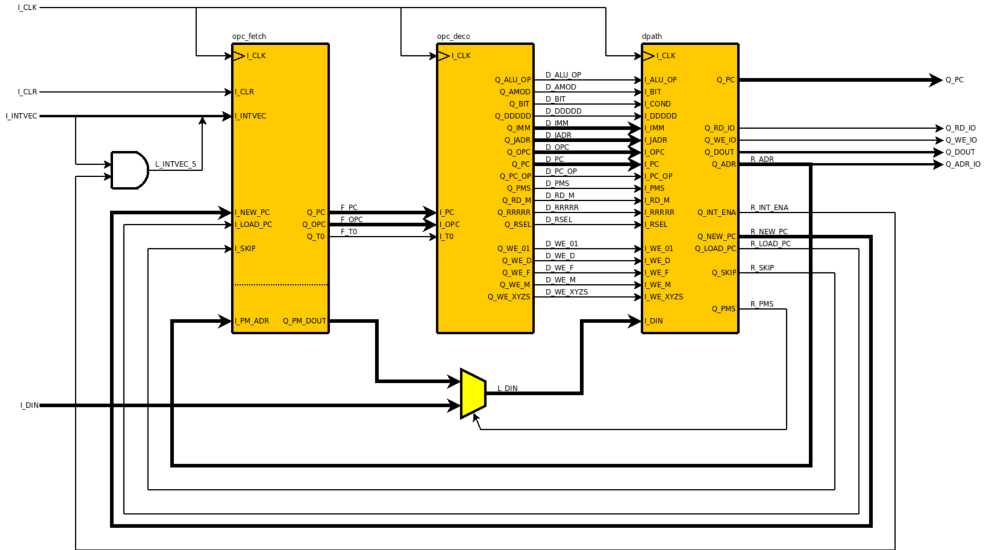 I_CLK
opc_fetch
opc_deco
dpath
I_CLK
I_CLK
I_CLK
I_CLR
I_INTVEC
I_CLR
I_INTVEC
L_INTVEC_5
I_NEW_PC
I_LOAD_PC
I_SKIP
I_PM_ADR
Q_PC
Q_OPC
Q_T0
Q_PM_DOUT
F_PC
F_OPC
F_T0
I_PC
I_OPC
I_T0
Q_ALU_OP
Q_AMOD
Q_BIT
Q_DDDDD
Q_IMM
Q_JADR
Q_OPC
Q_PC
Q_PC_OP
Q_PMS
Q_RD_M
Q_RRRRR
Q_RSEL
Q_WE_01
Q_WE_D
Q_WE_F
Q_WE_M
Q_WE_XYZS
D_ALU_OP
D_AMOD
D_BIT
D_DDDDD
D_IMM
D_JADR
D_OPC
D_PC
D_PC_OP
D_PMS
D_RD_M
D_RRRRR
D_RSEL
D_WE_01
D_WE_D
D_WE_F
D_WE_M
D_WE_XYZS
I_ALU_OP
I_BIT
I_COND
I_DDDDD
I_IMM
I_JADR
I_OPC
I_PC
I_PC_OP
I_PMS
I_RD_M
I_RRRRR
I_RSEL
I_WE_01
I_WE_D
I_WE_F
I_WE_M
I_WE_XYZS
I_DIN
Q_PC
Q_RD_IO
Q_WE_IO
Q_DOUT
Q_ADR
Q_INT_ENA
Q_NEW_PC
Q_LOAD_PC
Q_SKIP
Q_PMS
R_ADR
R_INT_ENA
R_NEW_PC
R_LOAD_PC
R_SKIP
R_PMS
Q_PC
Q_RD_IO
Q_WE_IO
Q_DOUT
Q_ADR_IO
L_DIN
I_DIN